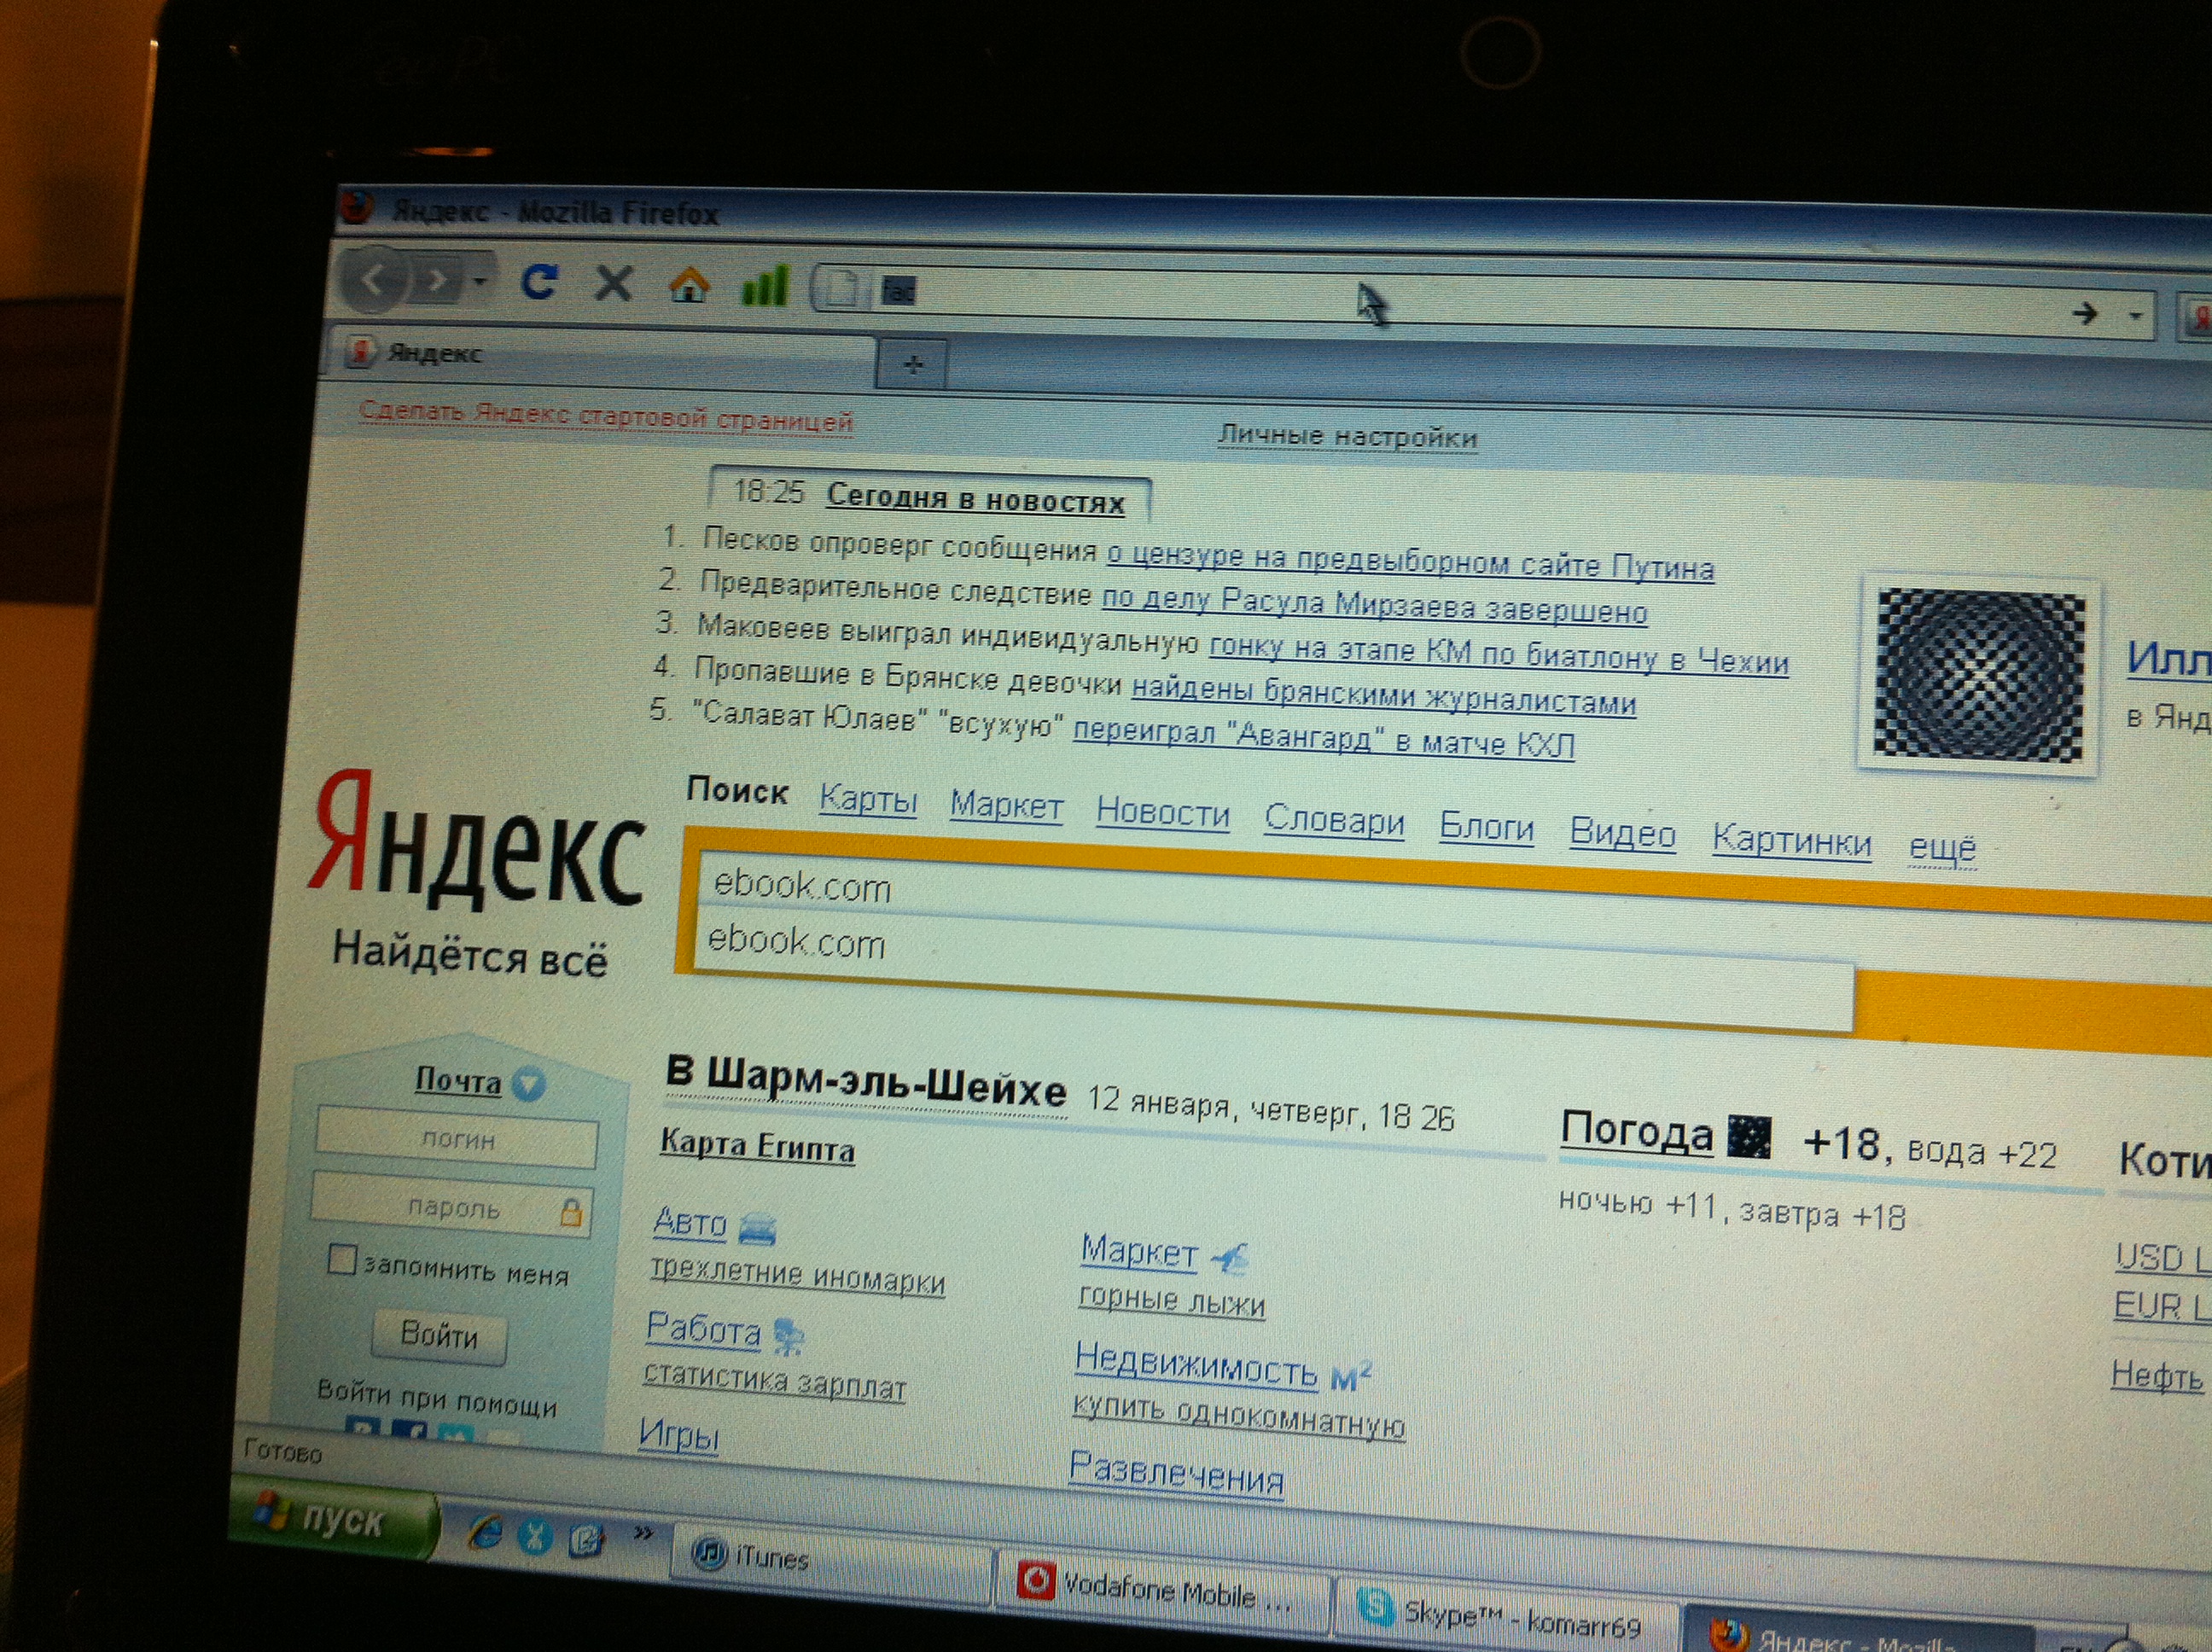 Eee PC
Яндекс - Mozilla Firefox
fac
Яндекс
Сделать Яндекс стартовой страницей
Личные настройки
18:25 Сегодня в новостях
1. Песков опроверг сообщения о цензуре на предвыборном сайте Путина
2. Предварительное следствие по делу Расула Мирзаева завершено
3. Маковеев выиграл индивидуальную гонку на этапе КМ по биатлону в Чехии
4. Пропавшие в Брянске девочки найдены брянскими журналистами
5. "Салават Юлаев" "всухую" переиграл "Авангард" в матче КХЛ
Илл
в Янд
Поиск Карты Маркет Новости Словари Блоги Видео Картинки ещё
Яндекс
Найдётся всё
ebook.com
ebook.com
Почта
логин
пароль
запомнить меня
Войти
Войти при помощи
В Шарм-эль-Шейхе 12 января, четверг, 18 26
Карта Египта
Авто
трехлетние иномарки
Работа
статистика зарплат
Игры
Маркет
горные лыжи
Недвижимость м²
купить однокомнатную
Развлечения
Погода +18, вода +22
ночью +11, завтра +18
Коти
USD L
EUR L
Нефть
Готово
пуск
iTunes
Vodafone Mobile ...
Skype™ - komarr69
Яндекс - Mozilla